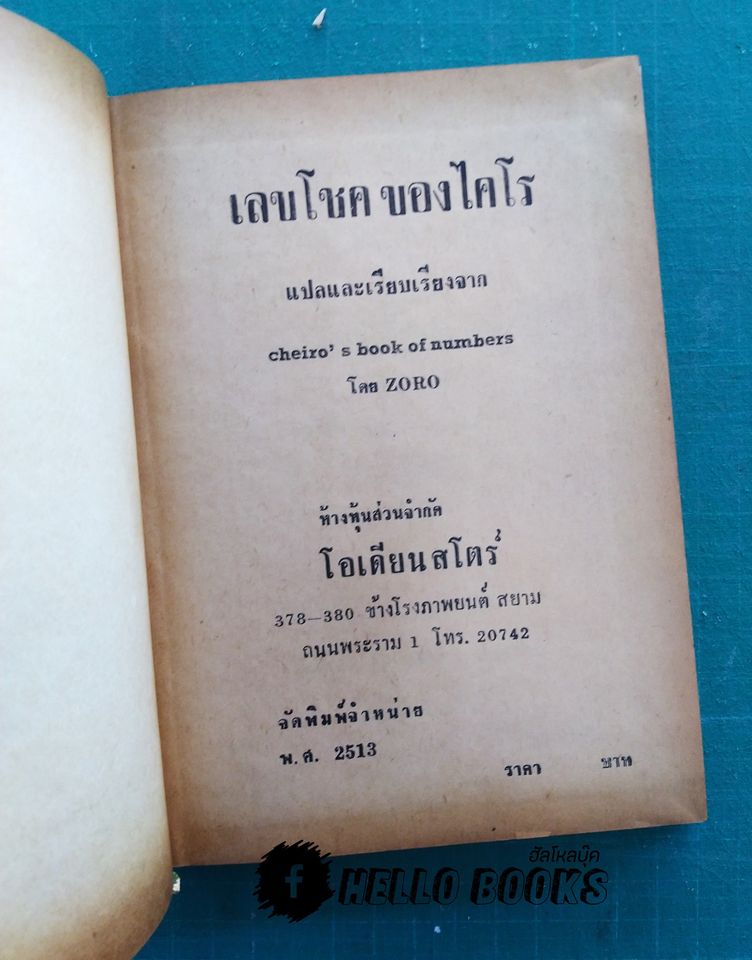 เลขโชค ของไคโร
แปลและเรียบเรียงจาก
cheiro's book of numbers
โดย ZORO
ห้างหุ้นส่วนจำกัด
โอเดียนสโตร์
378—380 ข้างโรงภาพยนต์ สยาม
ถนนพระราม 1 โทร. 20742
จัดพิมพ์จำหน่าย
พ.ศ. 2513
ราคา บาท
ฮัลโหลบุ๊ค
f HELLO BOOKS